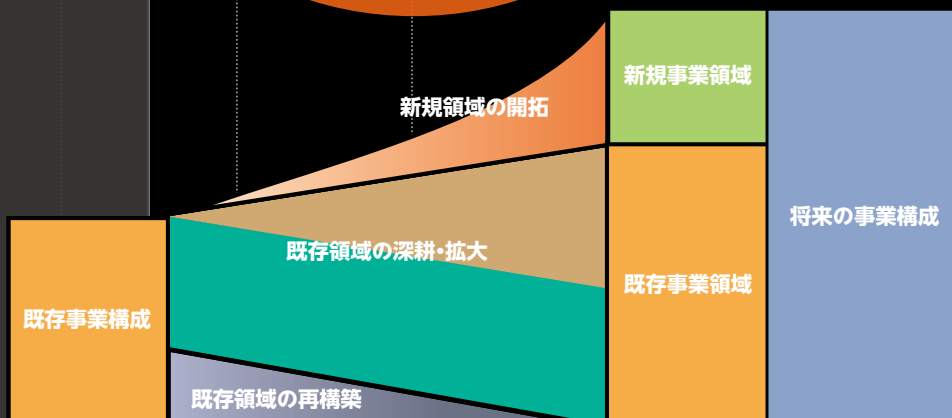 新規事業領域
新規領域の開拓
将来の事業構成
既存領域の深耕・拡大
既存事業領域
既存事業構成
既存領域の再構築